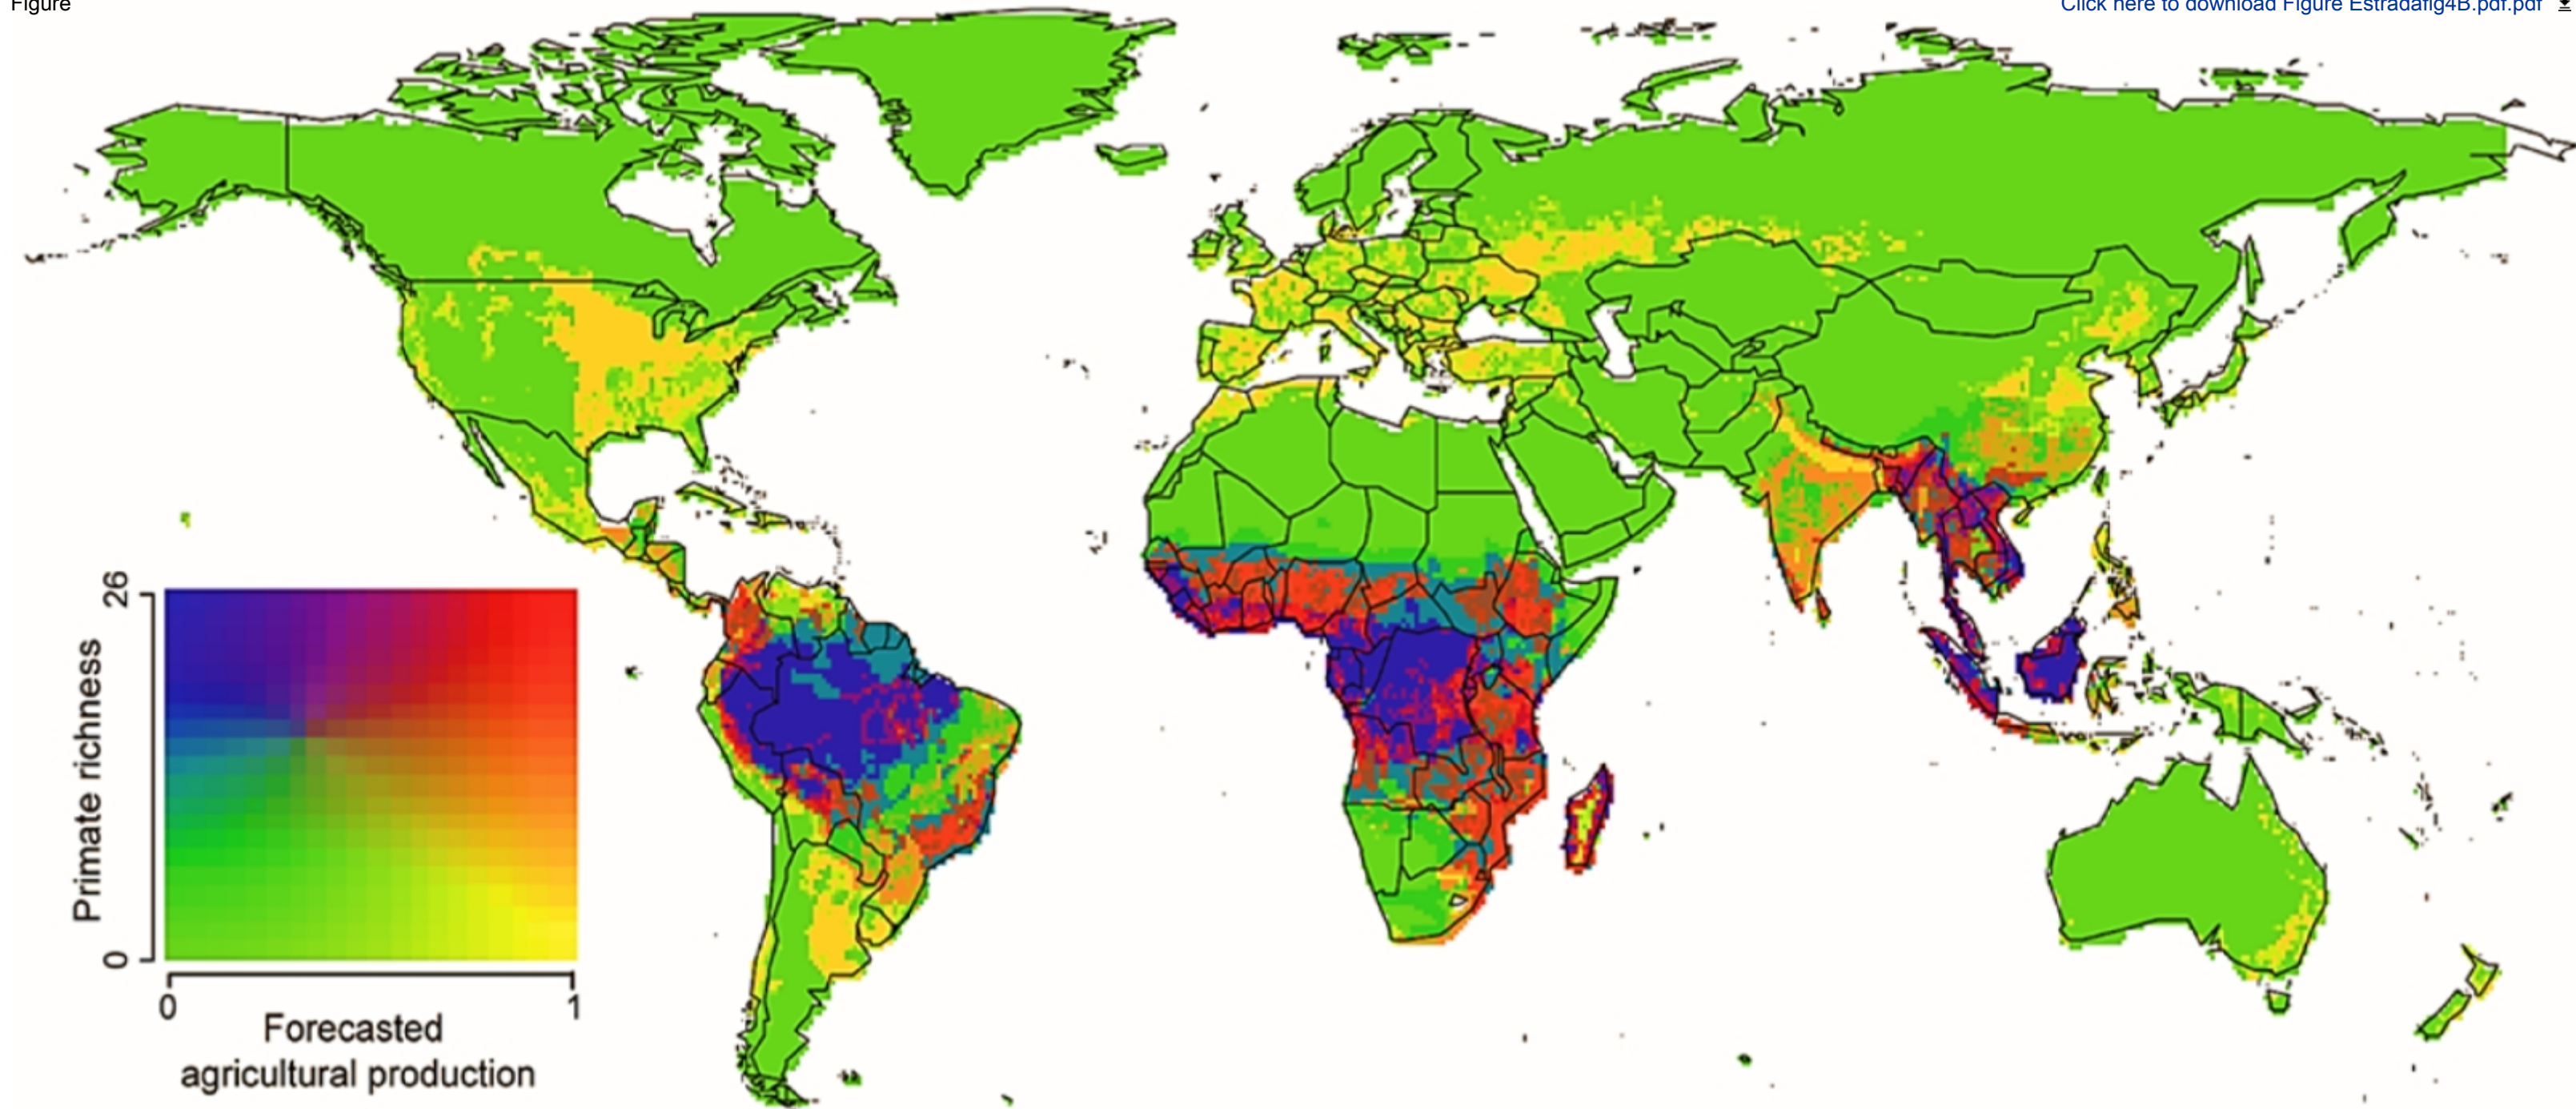 Figure
Click here to download Figure Estradafig4B.pdf.pdf
26
Primate richness
0
0
1
Forecasted
agricultural production